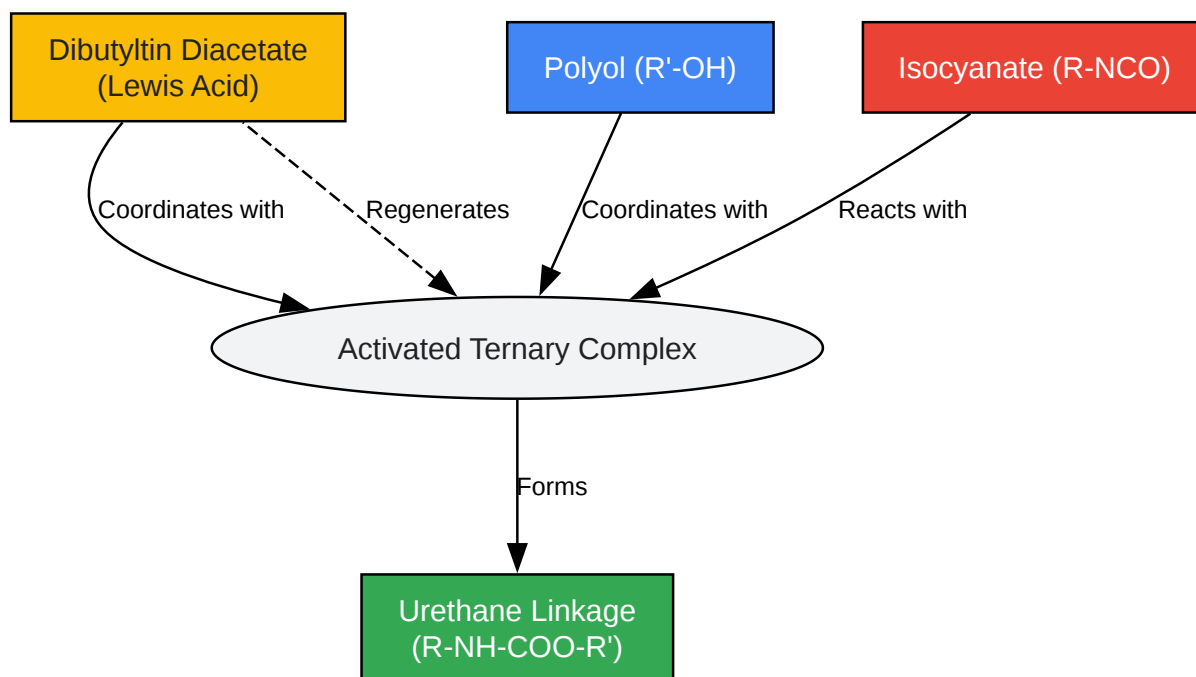 Dibutyltin Diacetate
(Lewis Acid)
Polyol (R'-OH)
Isocyanate (R-NCO)
Coordinates with
Regenerates
Coordinates with
Reacts with
Activated Ternary Complex
Forms
Urethane Linkage
(R-NH-COO-R')